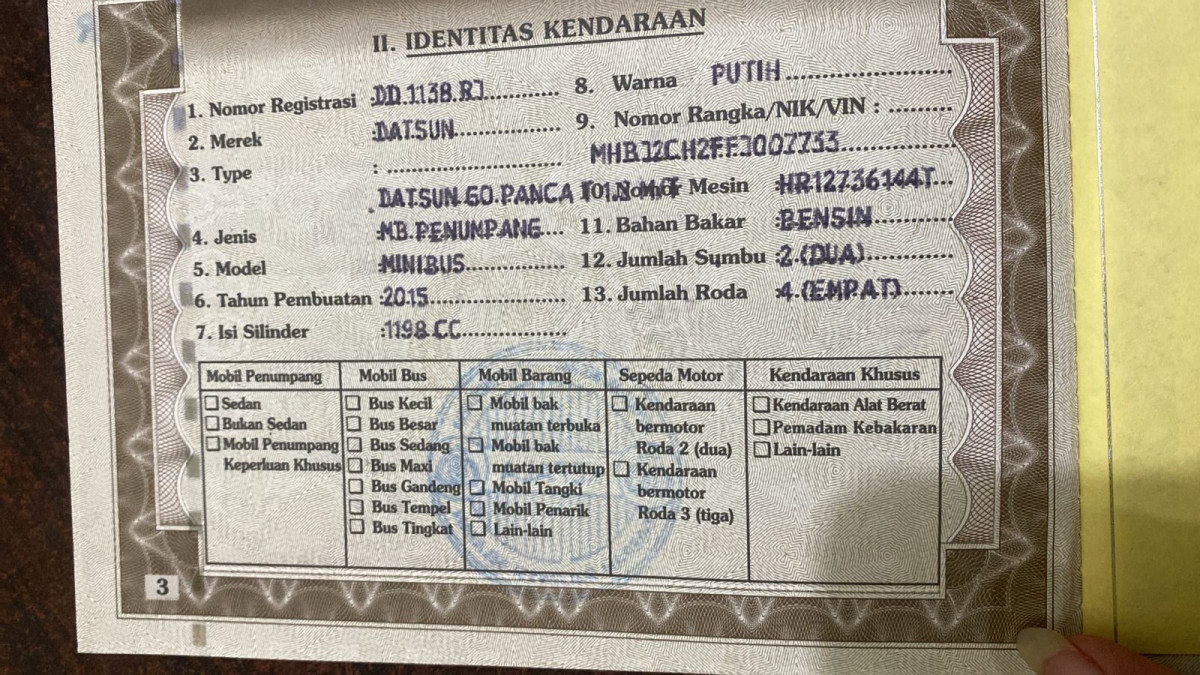 II. IDENTITAS KENDARAAN
1. Nomor Registrasi :DD.1138.RJ
2. Merek :DATSUN
3. Type :
DATSUN.GO.PANCA
4. Jenis :MB.PENUMPANG
5. Model :MINIBUS
6. Tahun Pembuatan :2015
7. Isi Silinder :1198.CC
8. Warna PUTIH
9. Nomor Rangka/NIK/VIN :
MHBJ2CH2FFJ007733
10. Nomor Mesin :HR12736144T
11. Bahan Bakar :BENSIN
12. Jumlah Sumbu :2.(DUA)
13. Jumlah Roda :4.(EMPAT)
Mobil Penumpang
Sedan
Bukan Sedan
Mobil Penumpang
Keperluan Khusus
Mobil Bus
Bus Kecil
Bus Besar
Bus Sedang
Bus Maxi
Bus Gandeng
Bus Tempel
Bus Tingkat
Mobil Barang
Mobil bak
muatan terbuka
Mobil bak
muatan tertutup
Mobil Tangki
Mobil Penarik
Lain-lain
Sepeda Motor
Kendaraan
bermotor
Roda 2 (dua)
Kendaraan
bermotor
Roda 3 (tiga)
Kendaraan Khusus
Kendaraan Alat Berat
Pemadam Kebakaran
Lain-lain
3